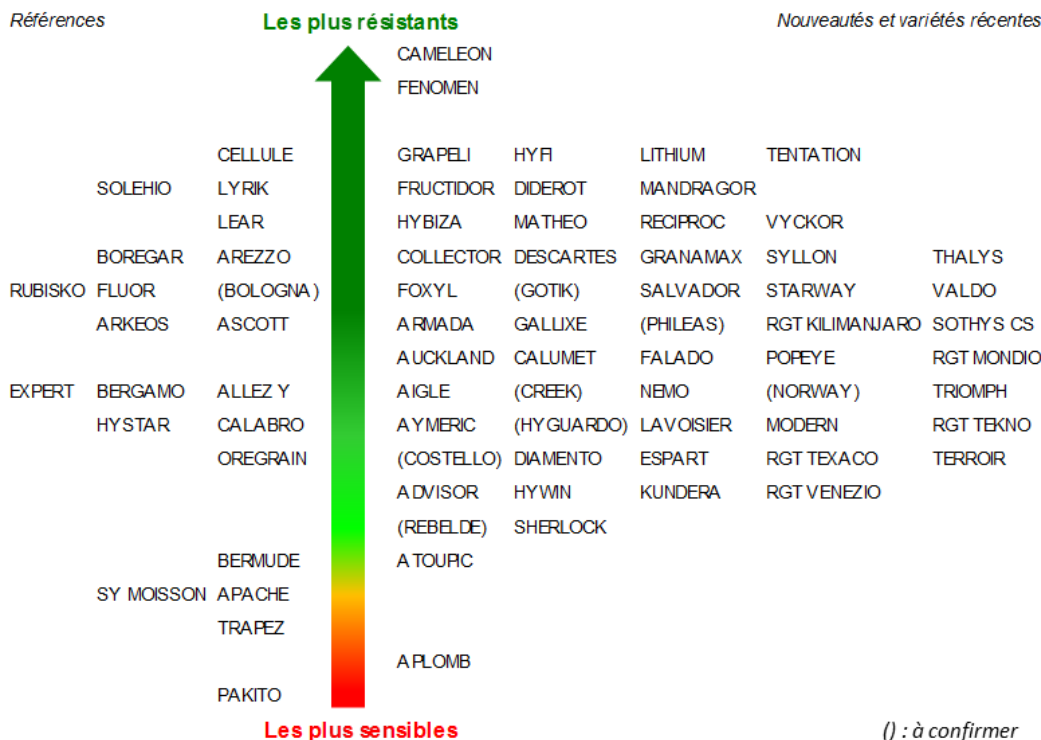 Références Les plus résistants Nouveautés et variétés récentes
CAMELEON
FENOMEN
CELLULE GRAPELI HYFI LITHIUM TENTATION
SOLEHIO LYRIK FRUCTIDOR DIDEROT MANDRAGOR
LEAR HYBIZA MATHEO RECIPROC VYCKOR
BOREGAR AREZZO COLLECTOR DESCARTES GRANAMAX SYLLON THALYS
RUBISKO FLUOR (BOLOGNA) FOXYL (GOTIK) SALVADOR STARWAY VALDO
ARKEOS ASCOTT ARMADA GALLIXE (PHILEAS) RGT KILIMANJARO SOTHYS CS
AUCKLAND CALUMET FALADO POPEYE RGT MONDIO
EXPERT BERGAMO ALLEZ Y AIGLE (CREEK) NEMO (NORWAY) TRIOMPH
HYSTAR CALABRO AYMERIC (HYGUARDO) LAVOISIER MODERN RGT TEKNO
OREGRAIN (COSTELLO) DIAMENTO ESPART RGT TEXACO TERROIR
ADVISOR HYWIN KUNDERA RGT VENEZIO
(REBELDE) SHERLOCK
BERMUDE ATOUPIC
SY MOISSON APACHE
TRAPEZ
APLOMB
PAKITO
Les plus sensibles () : à confirmer